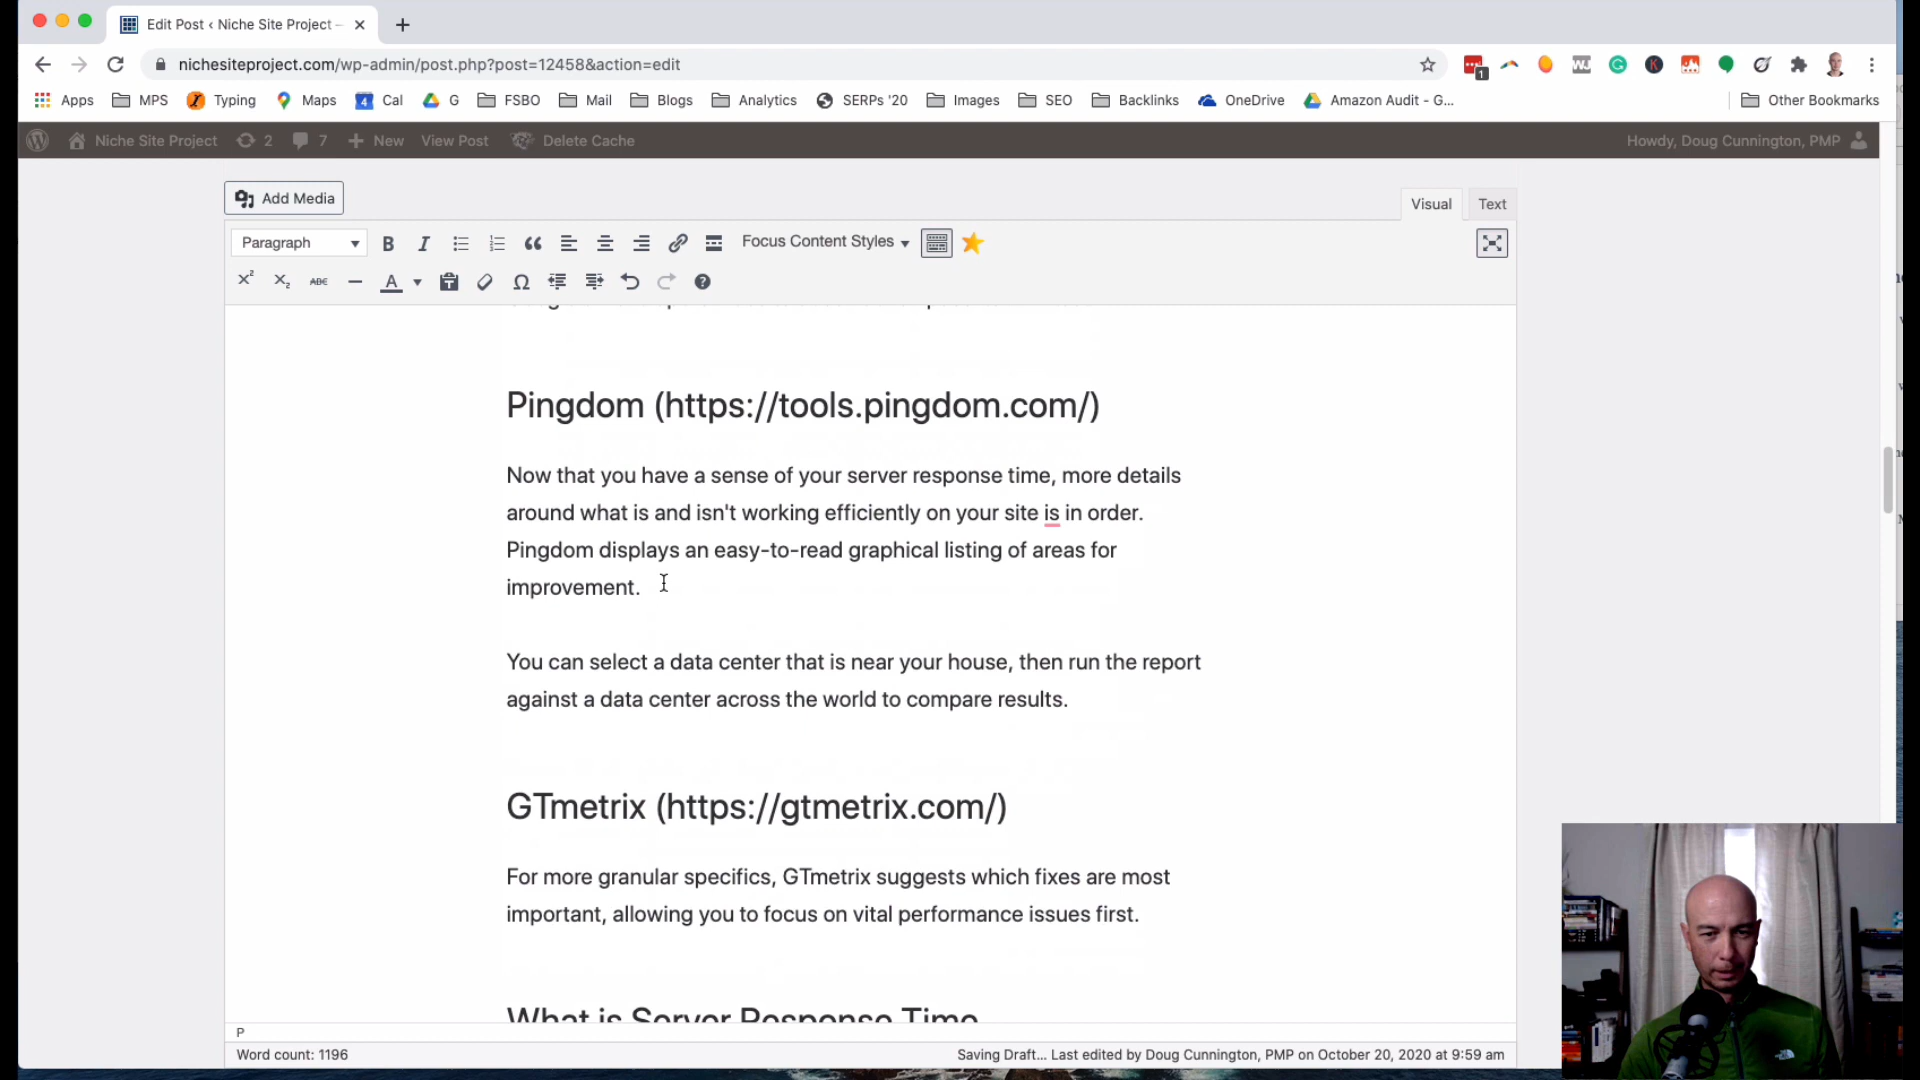 Edit Post ‹ Niche Site Project –
nichesiteproject.com/wp-admin/post.php?post=12458&action=edit
1
Apps MPS Typing Maps 4 Cal G FSBO Mail Blogs Analytics SERPs '20 Images SEO Backlinks OneDrive Amazon Audit - G... Other Bookmarks
Niche Site Project 2 7 New View Post Delete Cache Howdy, Doug Cunnington, PMP
Add Media
Visual Text
Paragraph B I Focus Content Styles
X² X₂ ABC A Ω
Pingdom (https://tools.pingdom.com/)
Now that you have a sense of your server response time, more details
around what is and isn't working efficiently on your site is in order.
Pingdom displays an easy-to-read graphical listing of areas for
improvement.
You can select a data center that is near your house, then run the report
against a data center across the world to compare results.
GTmetrix (https://gtmetrix.com/)
For more granular specifics, GTmetrix suggests which fixes are most
important, allowing you to focus on vital performance issues first.
What is Server Response Time
P
Word count: 1196
Saving Draft... Last edited by Doug Cunnington, PMP on October 20, 2020 at 9:59 am